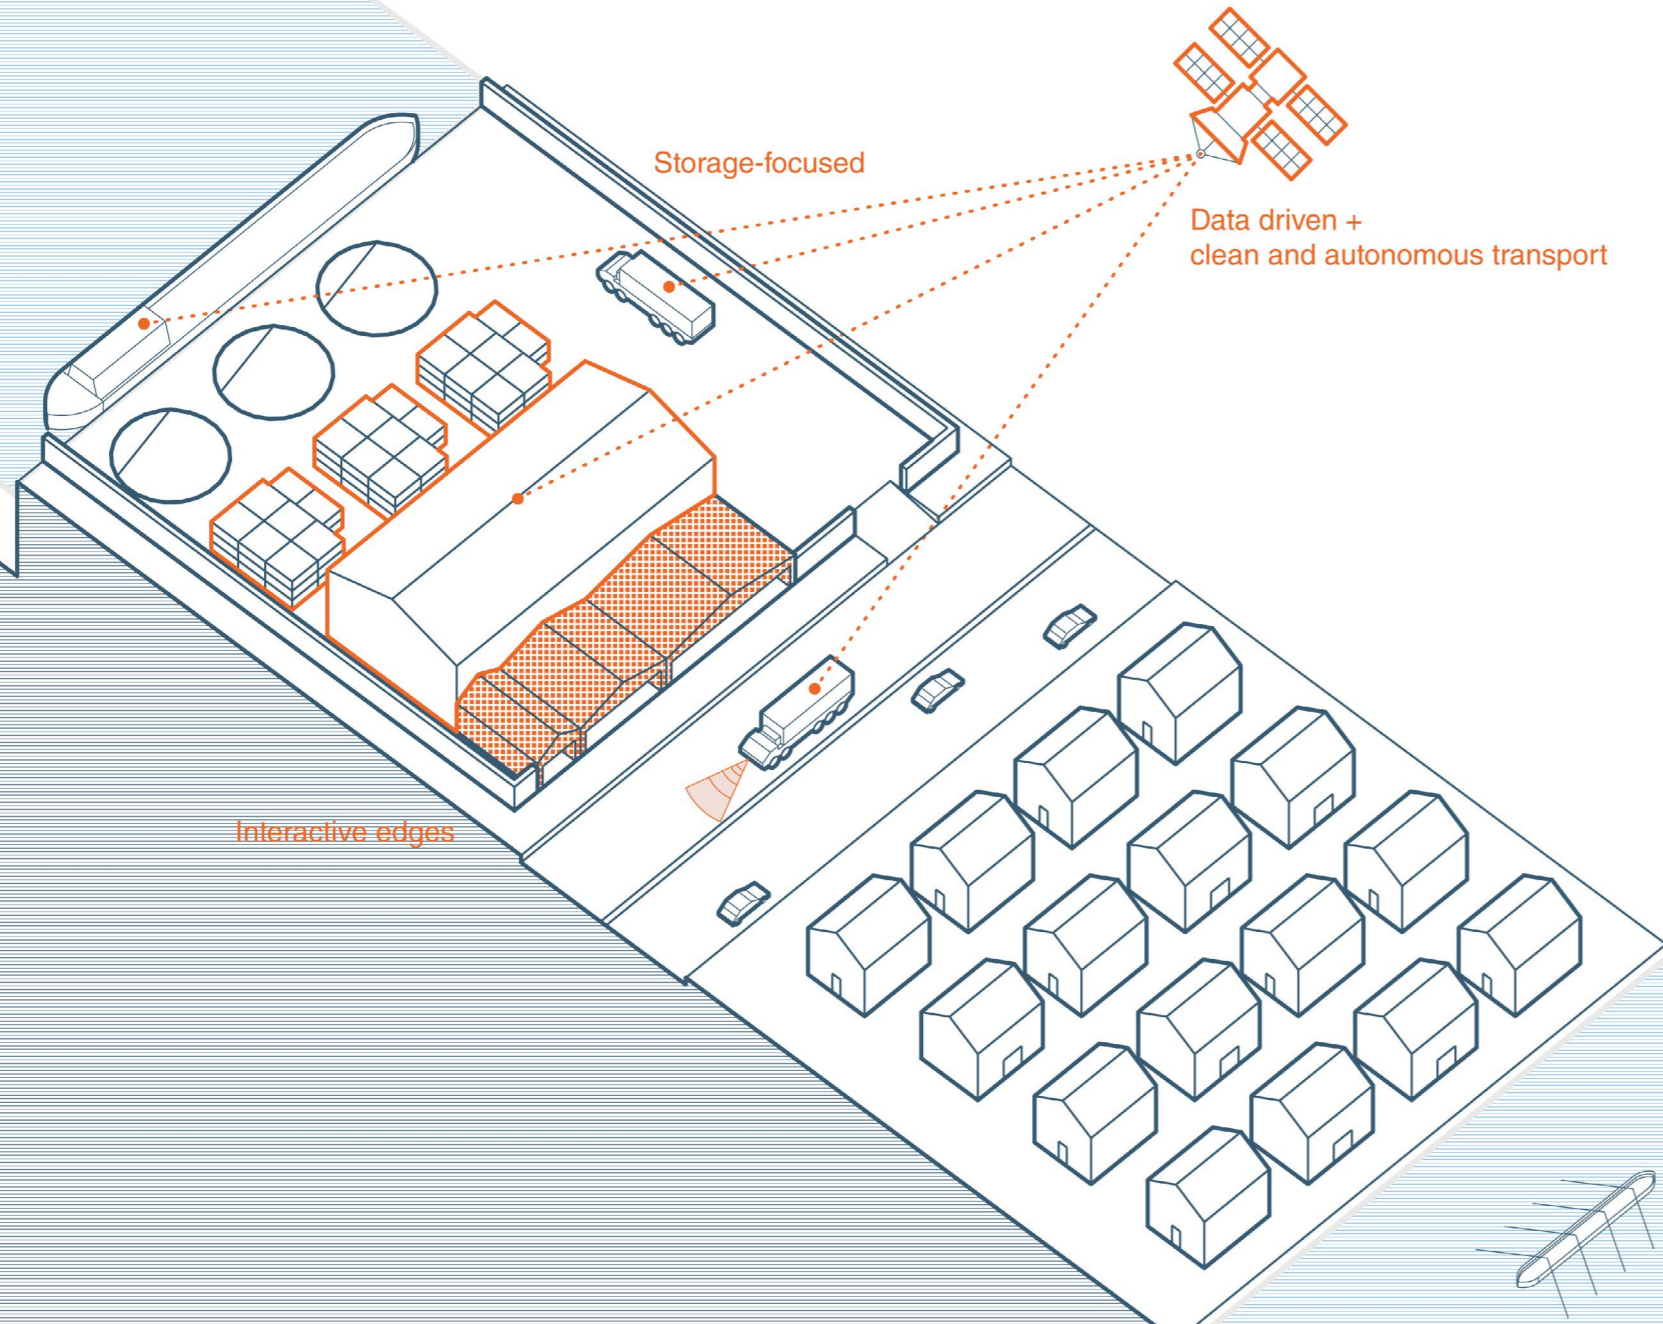 Storage-focused
Data driven +
clean and autonomous transport
Interactive edges